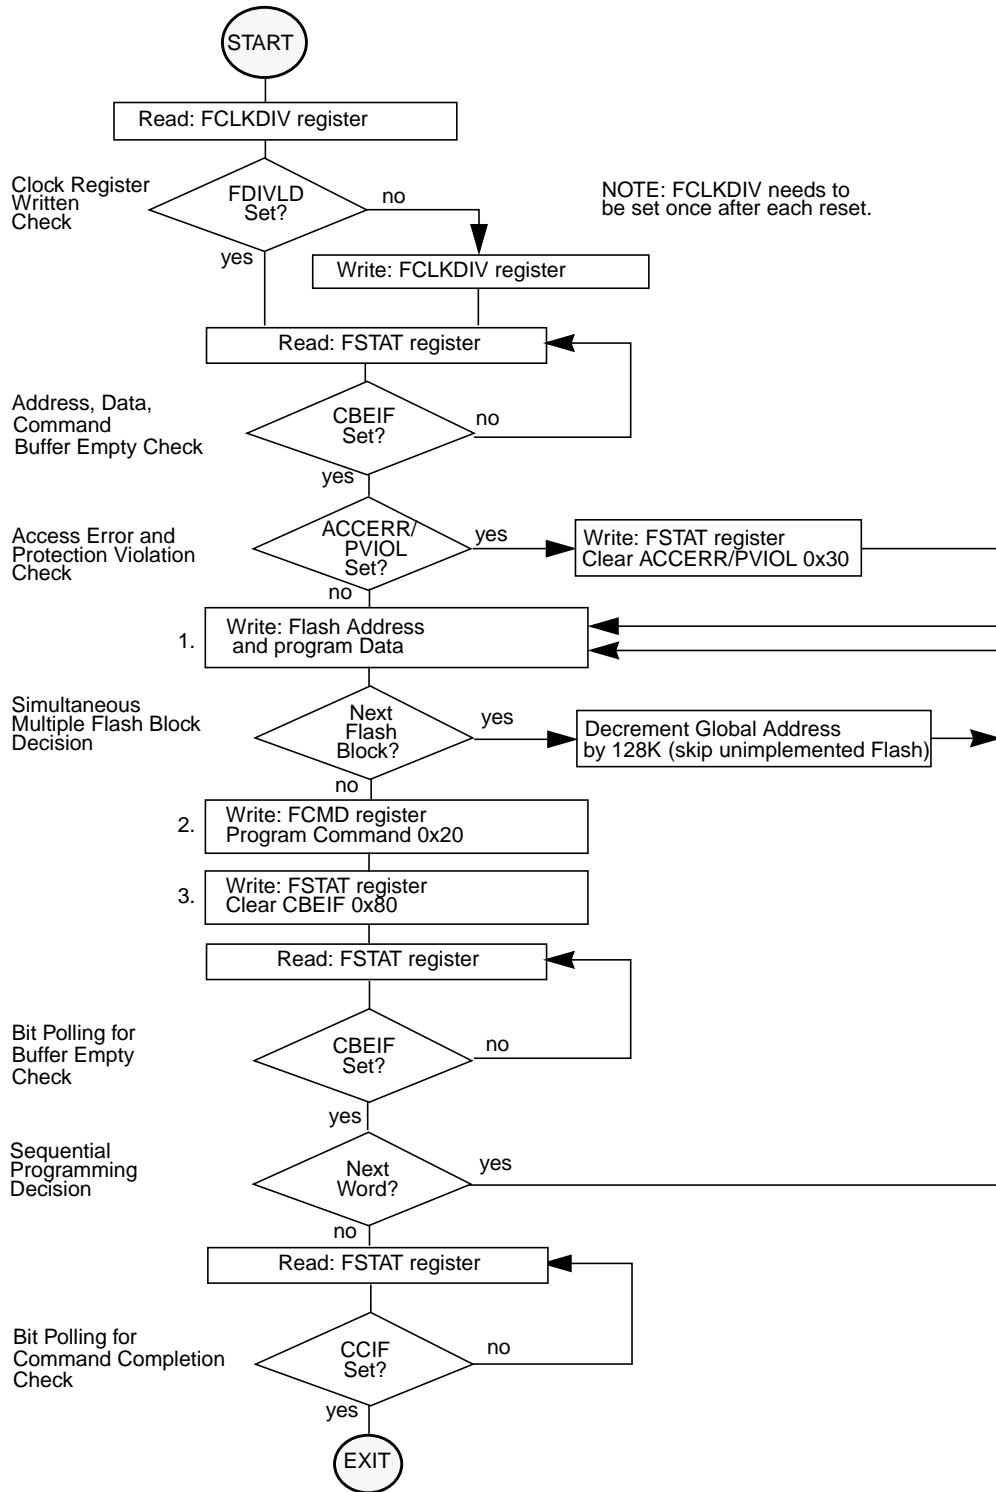 START
Read: FCLKDIV register
Clock Register
Written
Check
FDIVLD
Set?
no
NOTE: FCLKDIV needs to
be set once after each reset.
yes
Write: FCLKDIV register
Read: FSTAT register
Address, Data,
Command
Buffer Empty Check
CBEIF
Set?
no
yes
Access Error and
Protection Violation
Check
ACCERR/
PVIOL
Set?
yes
Write: FSTAT register
Clear ACCERR/PVIOL 0x30
no
1.
Write: Flash Address
and program Data
Simultaneous
Multiple Flash Block
Decision
Next
Flash
Block?
yes
Decrement Global Address
by 128K (skip unimplemented Flash)
no
2.
Write: FCMD register
Program Command 0x20
3.
Write: FSTAT register
Clear CBEIF 0x80
Read: FSTAT register
Bit Polling for
Buffer Empty
Check
CBEIF
Set?
no
yes
Sequential
Programming
Decision
Next
Word?
yes
no
Read: FSTAT register
Bit Polling for
Command Completion
Check
CCIF
Set?
no
yes
EXIT